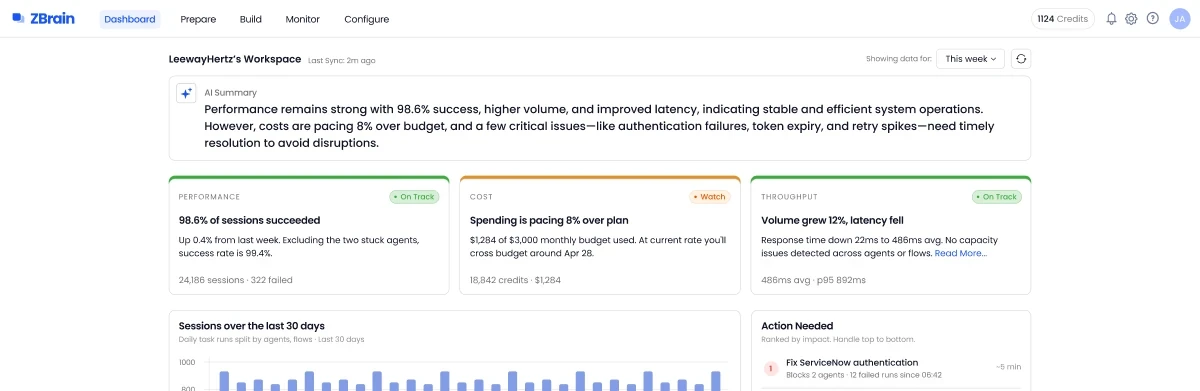 ZBrain
Dashboard
Prepare
Build
Monitor
Configure
1124 Credits
JA
LeewayHertz's Workspace
Last Sync: 2m ago
Showing data for:
This week
AI Summary
Performance remains strong with 98.6% success, higher volume, and improved latency, indicating stable and efficient system operations.
However, costs are pacing 8% over budget, and a few critical issues—like authentication failures, token expiry, and retry spikes—need timely
resolution to avoid disruptions.
PERFORMANCE
• On Track
98.6% of sessions succeeded
Up 0.4% from last week. Excluding the two stuck agents,
success rate is 99.4%.
24,186 sessions · 322 failed
COST
• Watch
Spending is pacing 8% over plan
$1,284 of $3,000 monthly budget used. At current rate you'll
cross budget around Apr 28.
18,842 credits · $1,284
THROUGHPUT
• On Track
Volume grew 12%, latency fell
Response time down 22ms to 486ms avg. No capacity
issues detected across agents or flows. Read More...
486ms avg · p95 892ms
Sessions over the last 30 days
Daily task runs split by agents, flows · Last 30 days
1000
800
Action Needed
Ranked by impact. Handle top to bottom.
1
Fix ServiceNow authentication
Blocks 2 agents · 12 failed runs since 06:42
~5 min